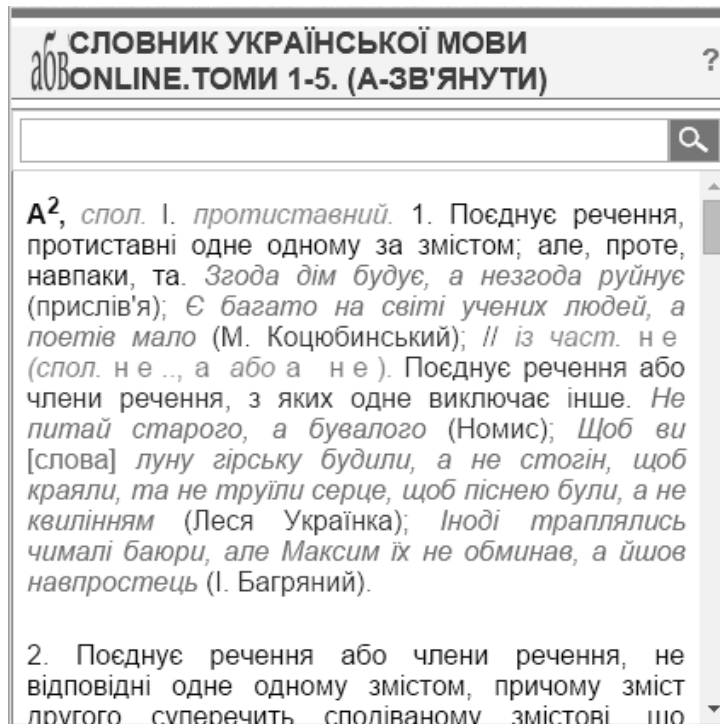 абв
СЛОВНИК УКРАЇНСЬКОЇ МОВИ
ONLINE.ТОМИ 1-5. (А-ЗВ'ЯНУТИ)
?
А2, спол. І. протиставний. 1. Поєднує речення,
протиставні одне одному за змістом; але, проте,
навпаки, та. Згода дім будує, а незгода руйнує
(прислів'я); Є багато на світі учених людей, а
поетів мало (М. Коцюбинський); // із част. н е
(спол. н е .., а або а н е ). Поєднує речення або
члени речення, з яких одне виключає інше. Не
питай старого, а бувалого (Номис); Щоб ви
[слова] луну гірську будили, а не стогін, щоб
краяли, та не труїли серце, щоб піснею були, а не
квилінням (Леся Українка); Іноді траплялись
чималі баюри, але Максим їх не обминав, а йшов
навпростець (І. Багряний).
2. Поєднує речення або члени речення, не
відповідні одне одному змістом, причому зміст
другого суперечить сподіваному змістові, що